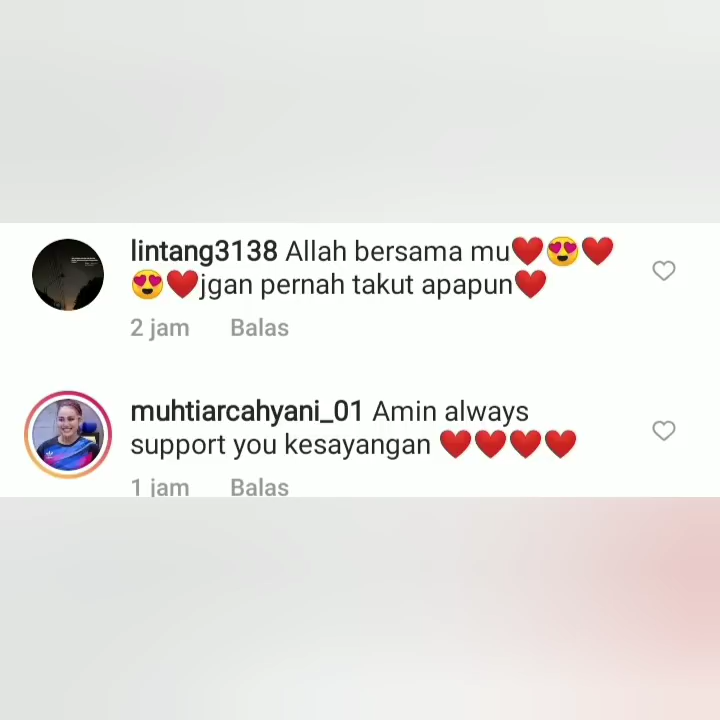 lintang3138 Allah bersama mu❤️😍❤️
😍❤️jgan pernah takut apapun❤️
2 jam Balas
muhtiarcahyani_01 Amin always
support you kesayangan ❤️❤️❤️❤️
1 jam Balas